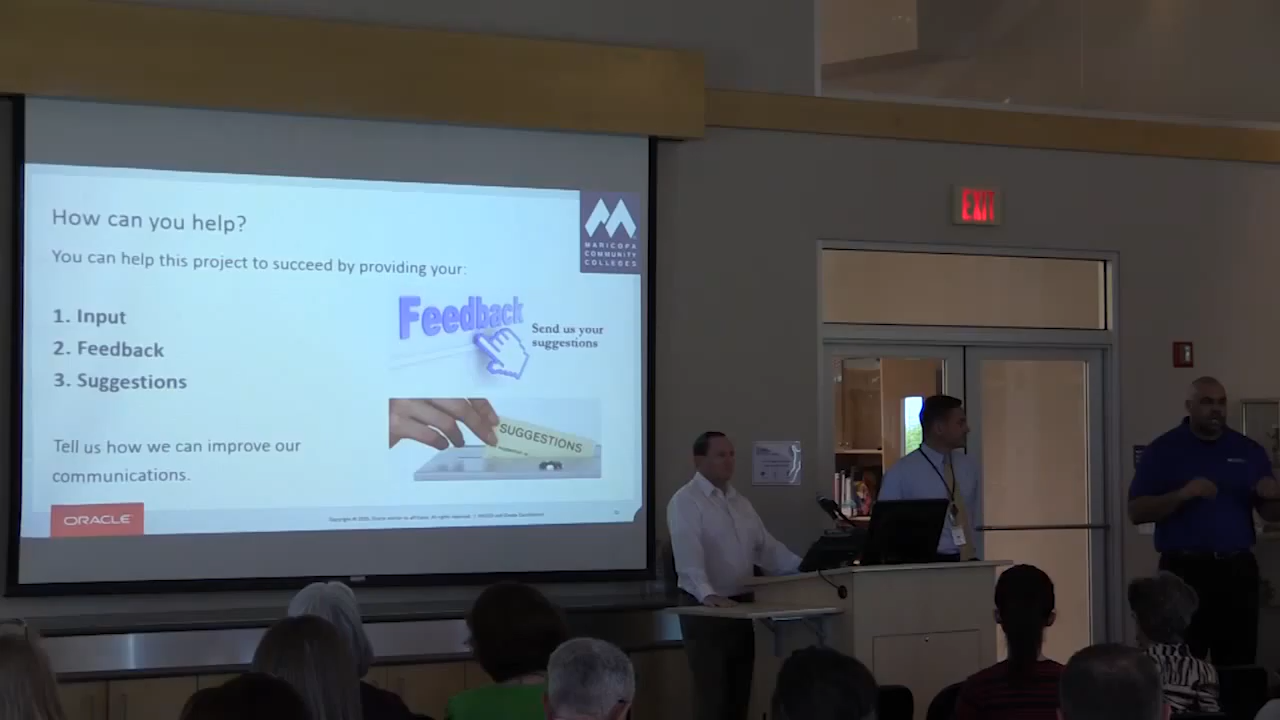 How can you help?
MARICOPA
COMMUNITY
COLLEGES
You can help this project to succeed by providing your:
1. Input
2. Feedback
3. Suggestions
Feedback
Send us your
suggestions
SUGGESTIONS
Tell us how we can improve our
communications.
ORACLE
EXIT